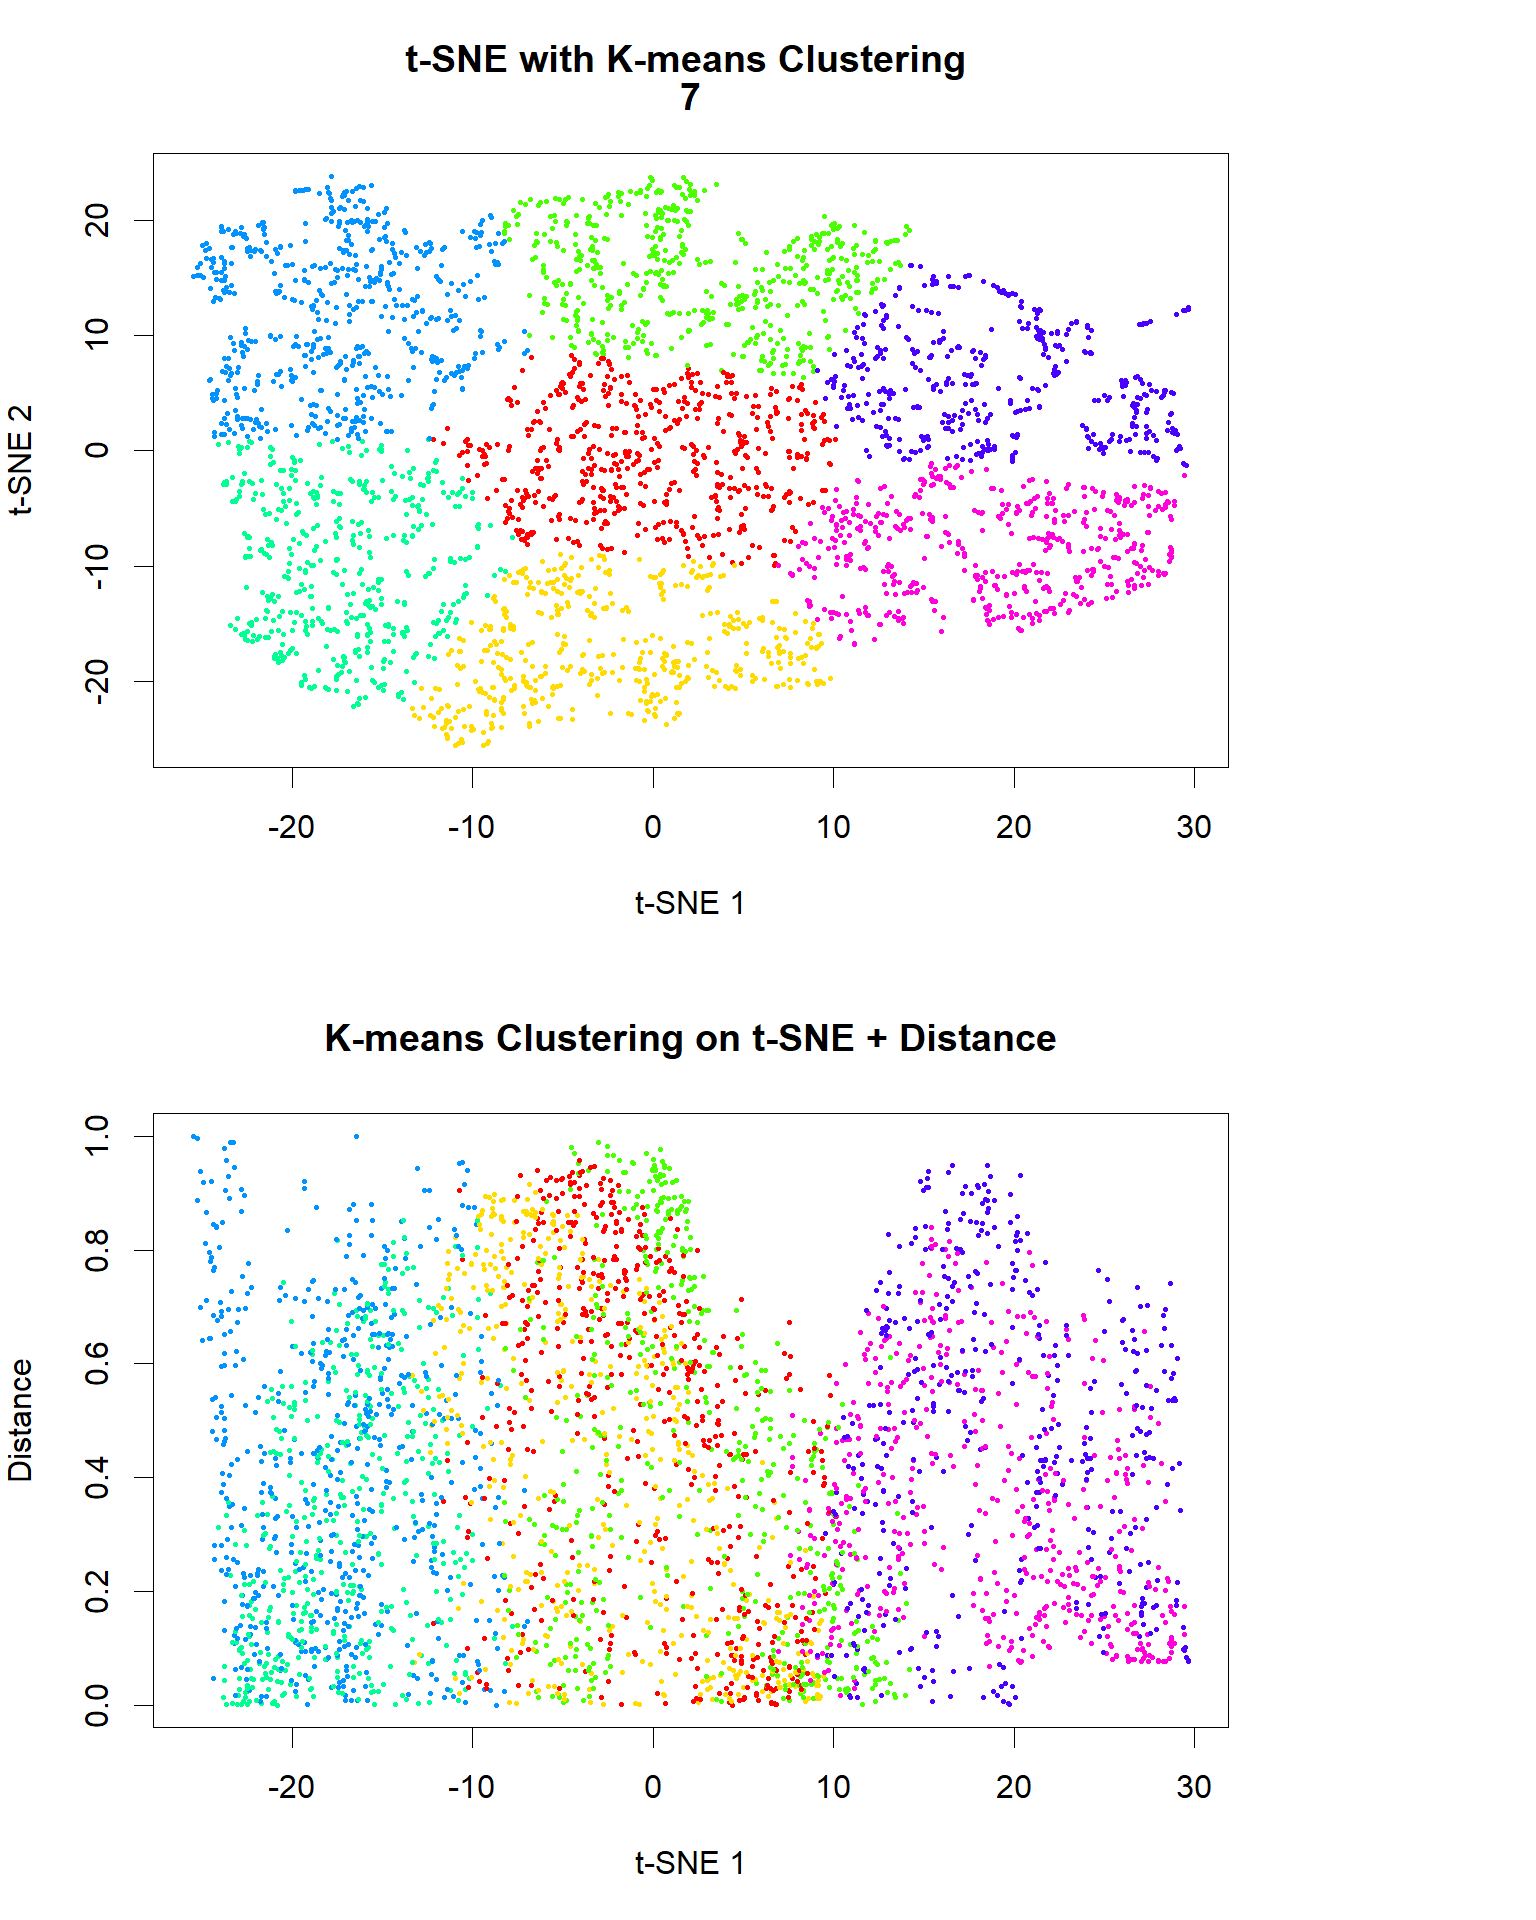 t-SNE with K-means Clustering
7
t-SNE 2
20
10
0
-10
-20
-20 -10 0 10 20 30
t-SNE 1
K-means Clustering on t-SNE + Distance
Distance
1.0
0.8
0.6
0.4
0.2
0.0
-20 -10 0 10 20 30
t-SNE 1